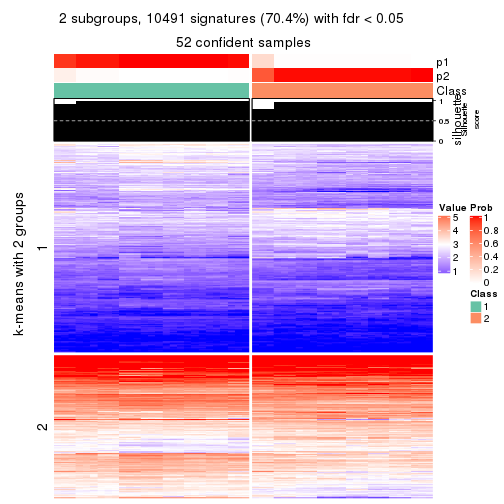 2 subgroups, 10491 signatures (70.4%) with fdr < 0.05
52 confident samples
p1
p2
Class
1
0.5
0
silhouette
Silhouette
score
k-means with 2 groups
1
2
Value
5
4
3
2
1
Prob
1
0.8
0.6
0.4
0.2
0
Class
1
2